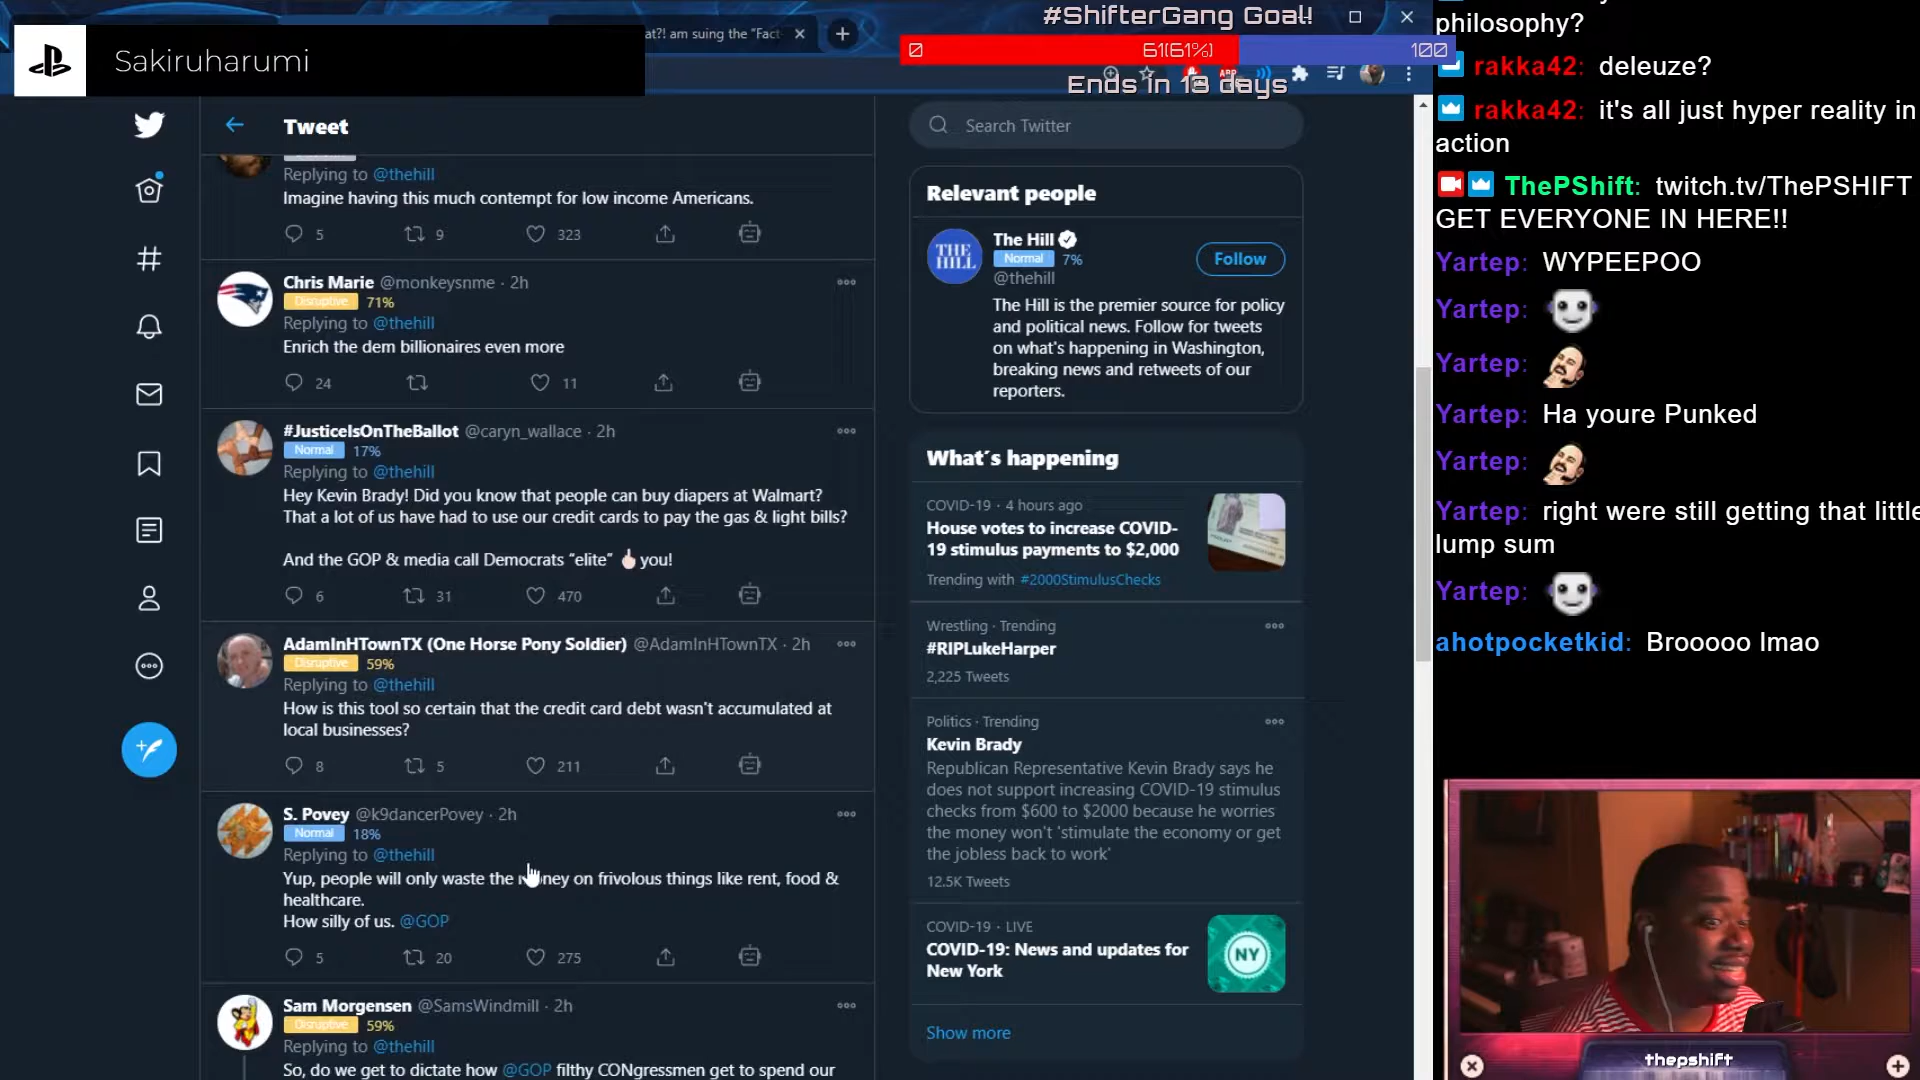 #ShifterGang Goal!
at?! am suing the "Fact
Sakiruharumi
0
61(61%)
100
Ends in 18 days
Tweet
Search Twitter
Replying to @thehill
Imagine having this much contempt for low income Americans.
5
9
323
Chris Marie @monkeysnme · 2h
Disruptive 71%
Replying to @thehill
Enrich the dem billionaires even more
24
11
#JusticeIsOnTheBallot @caryn_wallace · 2h
Normal 17%
Replying to @thehill
Hey Kevin Brady! Did you know that people can buy diapers at Walmart?
That a lot of us have had to use our credit cards to pay the gas & light bills?
And the GOP & media call Democrats “elite” 🖕🏻you!
6
31
470
AdamInHTownTX (One Horse Pony Soldier) @AdamInHTownTX · 2h
Disruptive 59%
Replying to @thehill
How is this tool so certain that the credit card debt wasn't accumulated at
local businesses?
8
5
211
S. Povey @k9dancerPovey · 2h
Normal 18%
Replying to @thehill
Yup, people will only waste the money on frivolous things like rent, food &
healthcare.
How silly of us. @GOP
5
20
275
Sam Morgensen @SamsWindmill · 2h
Disruptive 59%
Replying to @thehill
So, do we get to dictate how @GOP filthy CONgressmen get to spend our
Relevant people
THE
HILL
The Hill
Normal 7%
@thehill
Follow
The Hill is the premier source for policy
and political news. Follow for tweets
on what's happening in Washington,
breaking news and retweets of our
reporters.
What's happening
COVID-19 · 4 hours ago
House votes to increase COVID-
19 stimulus payments to $2,000
Trending with #2000StimulusChecks
Wrestling · Trending
#RIPLukeHarper
2,225 Tweets
Politics · Trending
Kevin Brady
Republican Representative Kevin Brady says he
does not support increasing COVID-19 stimulus
checks from $600 to $2000 because he worries
the money won't 'stimulate the economy or get
the jobless back to work'
12.5K Tweets
COVID-19 · LIVE
COVID-19: News and updates for
New York
NY
Show more
philosophy?
rakka42: deleuze?
rakka42: it's all just hyper reality in
action
ThePShift: twitch.tv/ThePSHIFT
GET EVERYONE IN HERE!!
Yartep: WYPEEPOO
Yartep:
Yartep:
Yartep: Ha youre Punked
Yartep:
Yartep: right were still getting that little
lump sum
Yartep:
ahotpocketkid: Brooooo lmao
thepshift